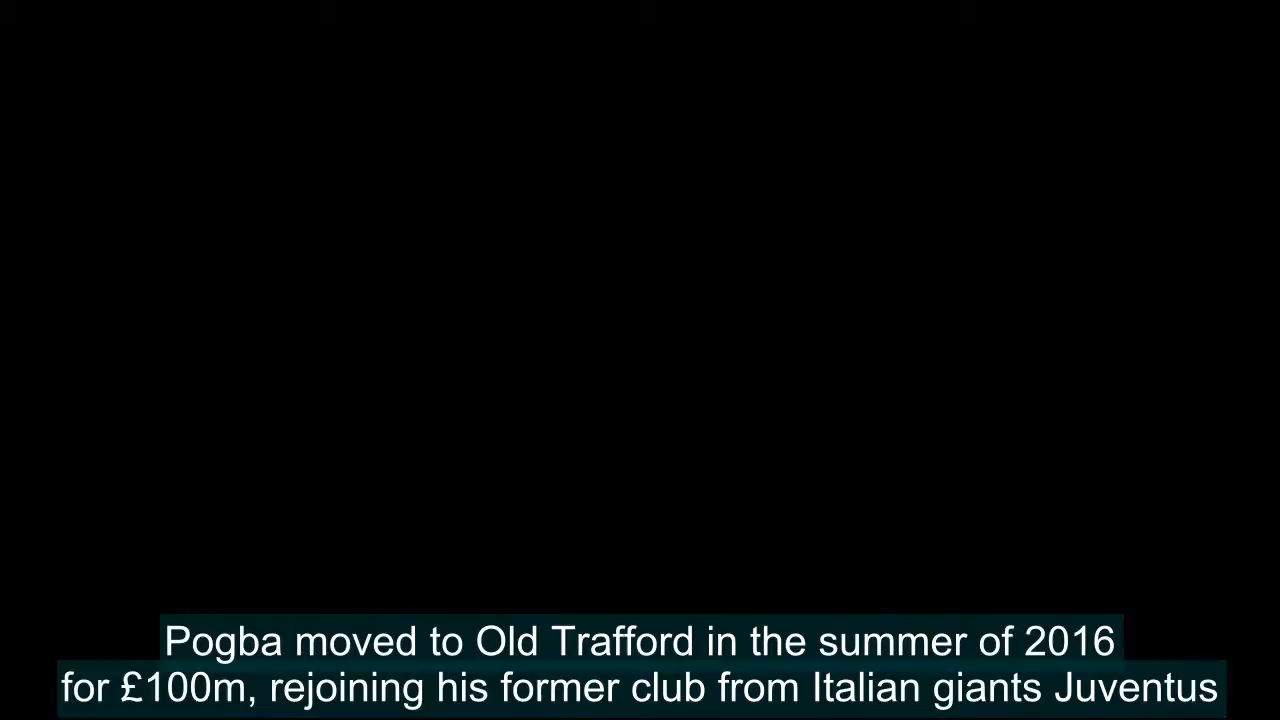 Pogba moved to Old Trafford in the summer of 2016
for £100m, rejoining his former club from Italian giants Juventus